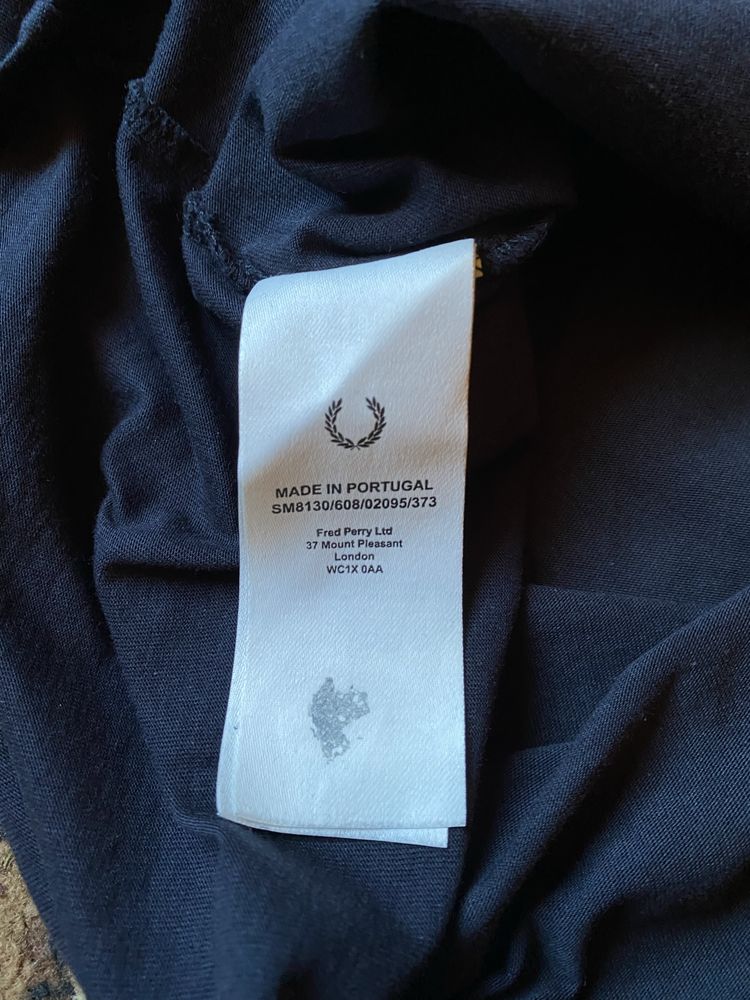 MADE IN PORTUGAL
SM8130/608/02095/373
Fred Perry Ltd
37 Mount Pleasant
London
WC1X 0AA